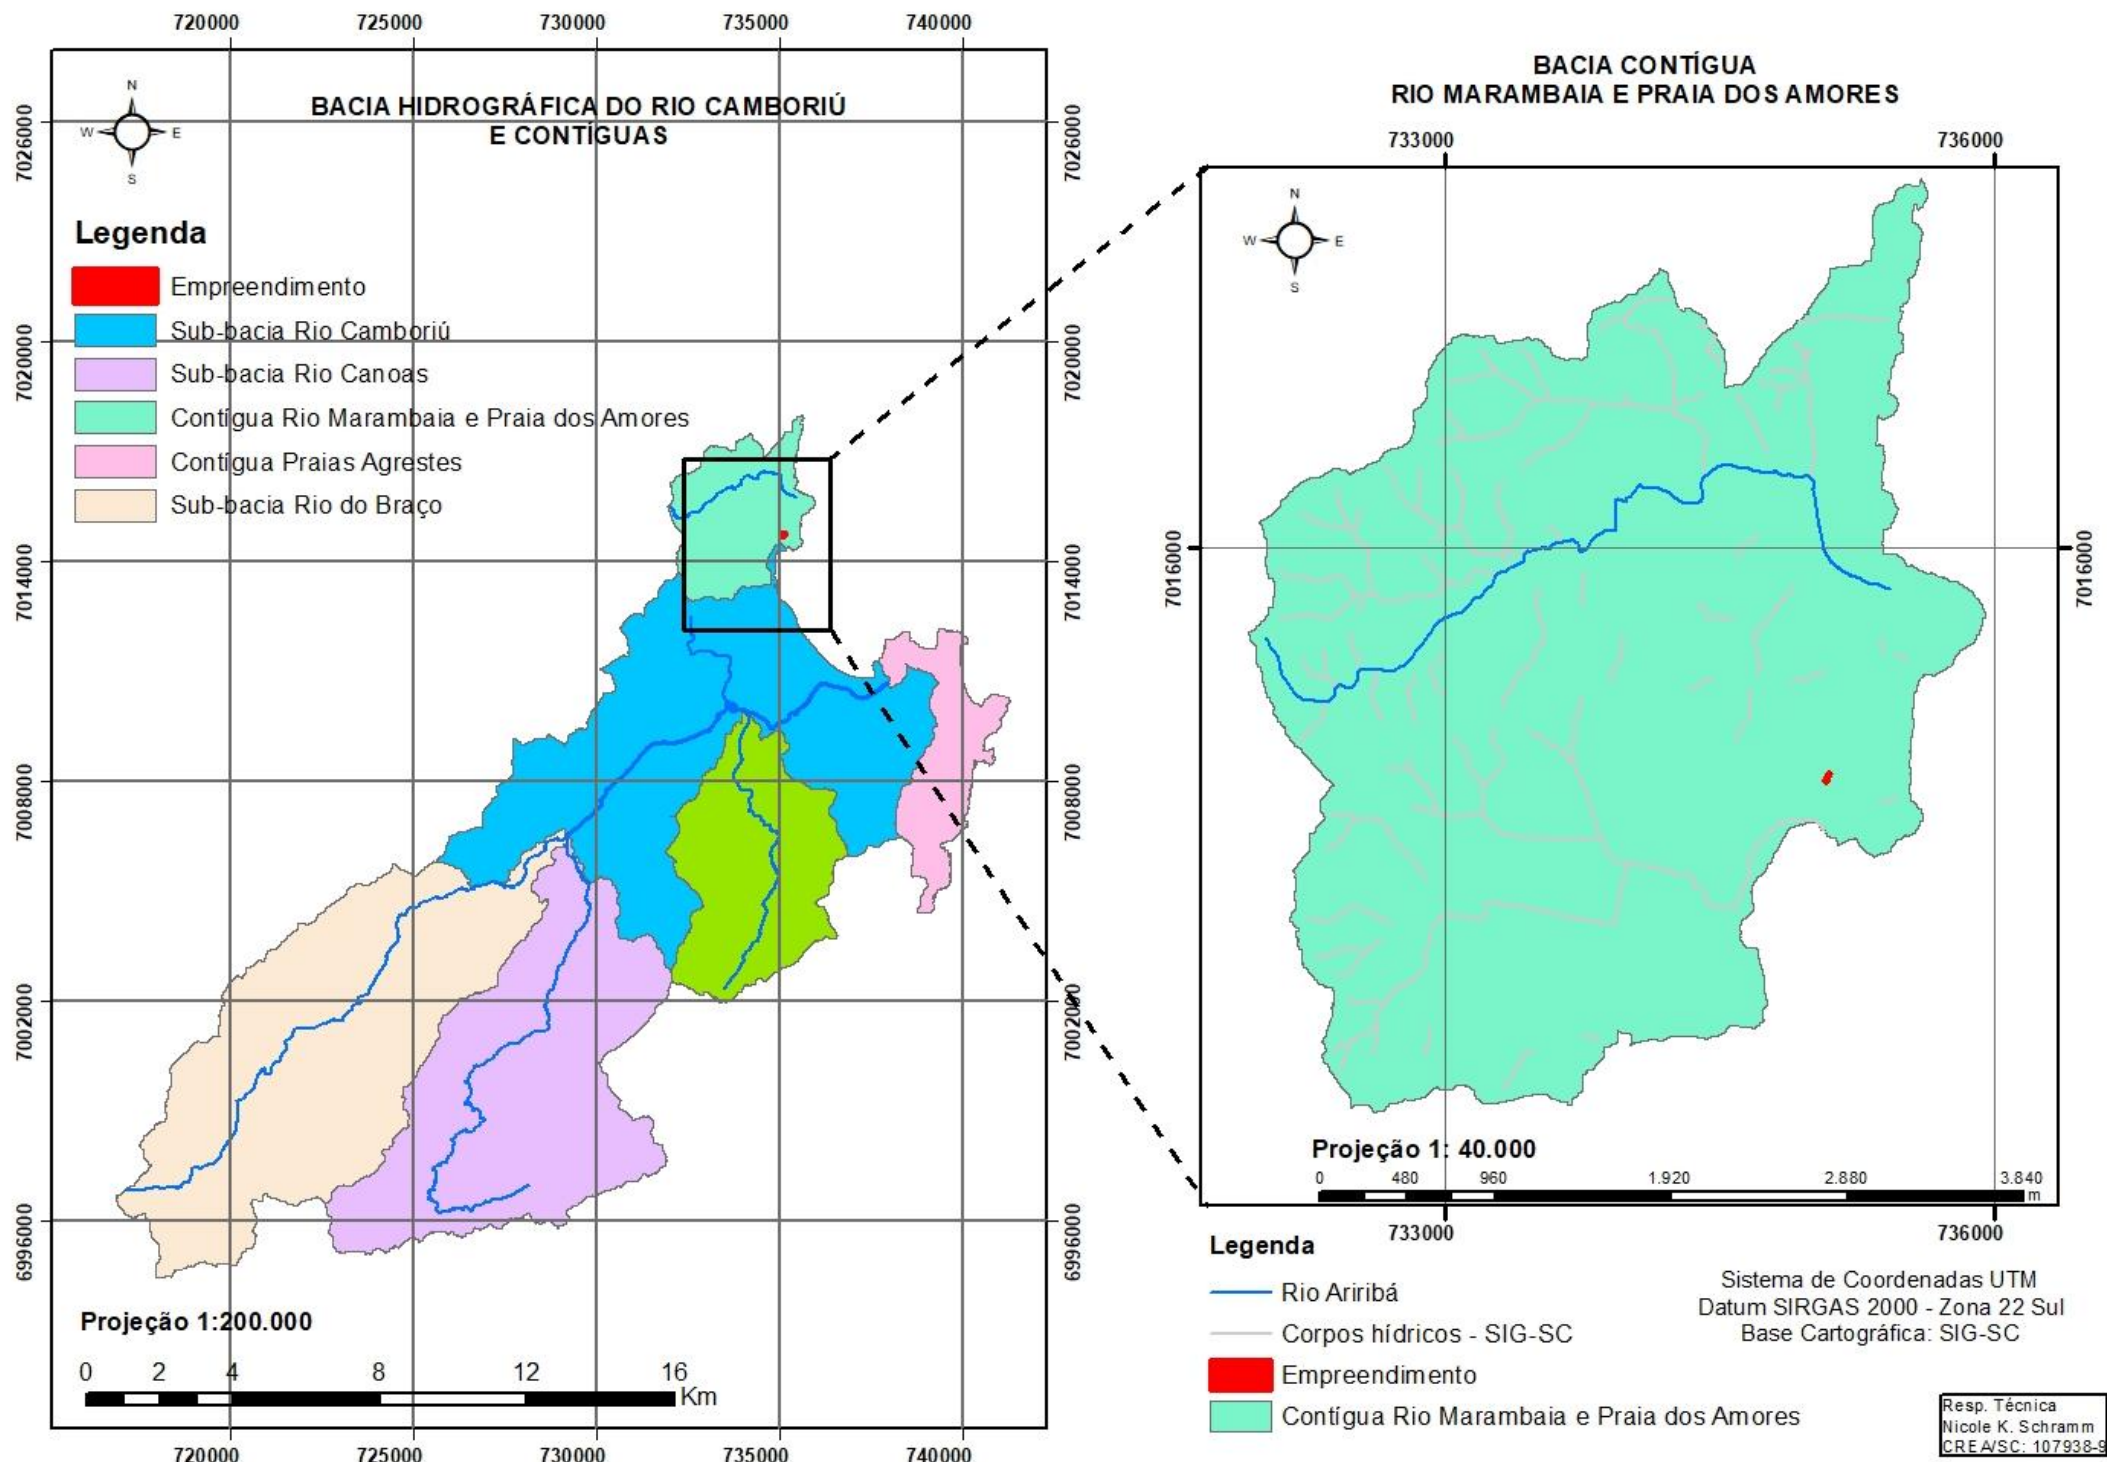 720000 725000 730000 735000 740000
BACIA HIDROGRÁFICA DO RIO CAMBORIÚ
E CONTÍGUAS
N
W E
S
Legenda
Empreendimento
Sub-bacia Rio Camboriú
Sub-bacia Rio Canoas
Contígua Rio Marambaia e Praia dos Amores
Contígua Praias Agrestes
Sub-bacia Rio do Braço
7026000
7020000
7014000
7008000
7002000
6996000
7026000
7020000
7014000
7008000
7002000
6996000
Projeção 1:200.000
0 2 4 8 12 16
Km
720000 725000 730000 735000 740000
BACIA CONTÍGUA
RIO MARAMBAIA E PRAIA DOS AMORES
733000 736000
N
W E
S
7016000
7016000
Projeção 1: 40.000
0 480 960 1.920 2.880 3.840
m
733000 736000
Legenda
Rio Ariribá
Corpos hídricos - SIG-SC
Empreendimento
Contígua Rio Marambaia e Praia dos Amores
Sistema de Coordenadas UTM
Datum SIRGAS 2000 - Zona 22 Sul
Base Cartográfica: SIG-SC
Resp. Técnica
Nicole K. Schramm
CREA/SC: 107938-9